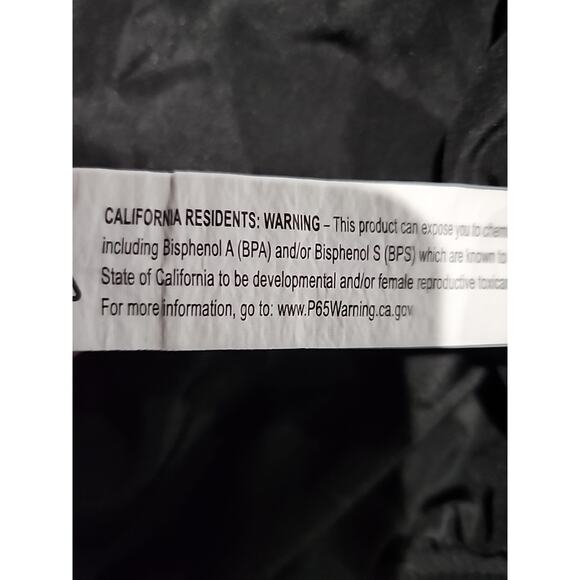 CALIFORNIA RESIDENTS: WARNING – This product can expose you to
including Bisphenol A (BPA) and/or Bisphenol S (BPS) which are known to
State of California to be developmental and/or female reproductive
For more information, go to: www.P65Warning.ca.gov